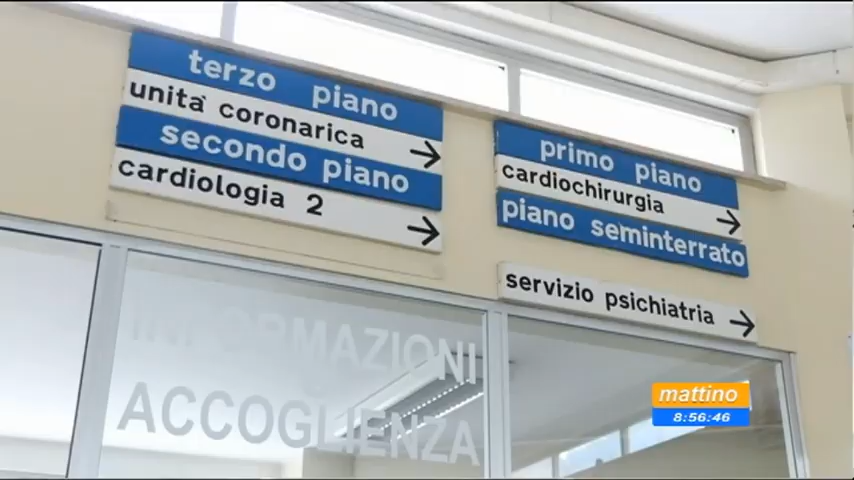 terzo piano
unità coronarica
secondo piano
cardiologia 2
primo piano
cardiochirurgia
piano seminterrato
servizio psichiatria
INFORMAZIONI
ACCOGLIENZA
mattino
8:56:46